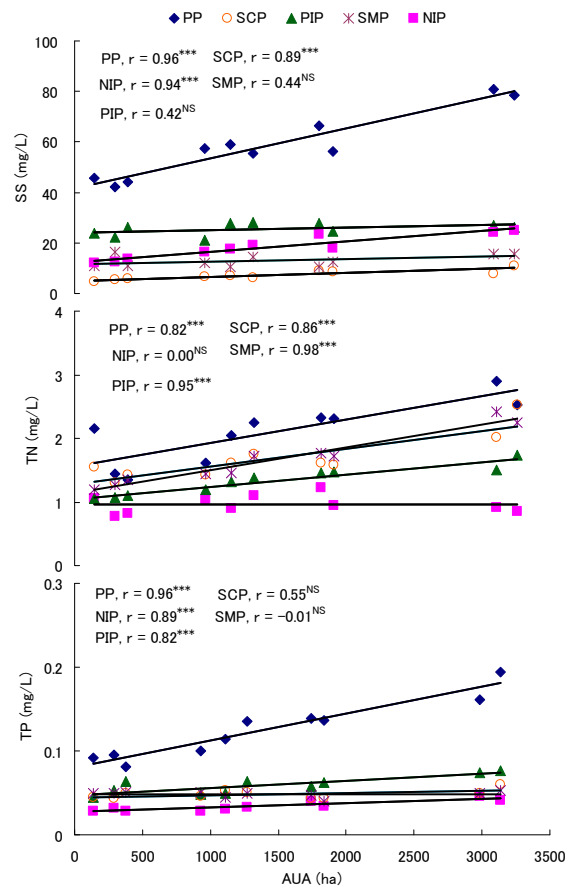 PP SCP PIP SMP NIP
100
80
60
40
20
0
SS (mg/L)
PP, r = 0.96*** SCP, r = 0.89***
NIP, r = 0.94*** SMP, r = 0.44NS
PIP, r = 0.42NS
4
3
2
1
0
TN (mg/L)
PP, r = 0.82*** SCP, r = 0.86***
NIP, r = 0.00NS SMP, r = 0.98***
PIP, r = 0.95***
0.3
0.2
0.1
0
TP (mg/L)
PP, r = 0.96*** SCP, r = 0.55NS
NIP, r = 0.89*** SMP, r = −0.01NS
PIP, r = 0.82***
0 500 1000 1500 2000 2500 3000 3500
AUA (ha)